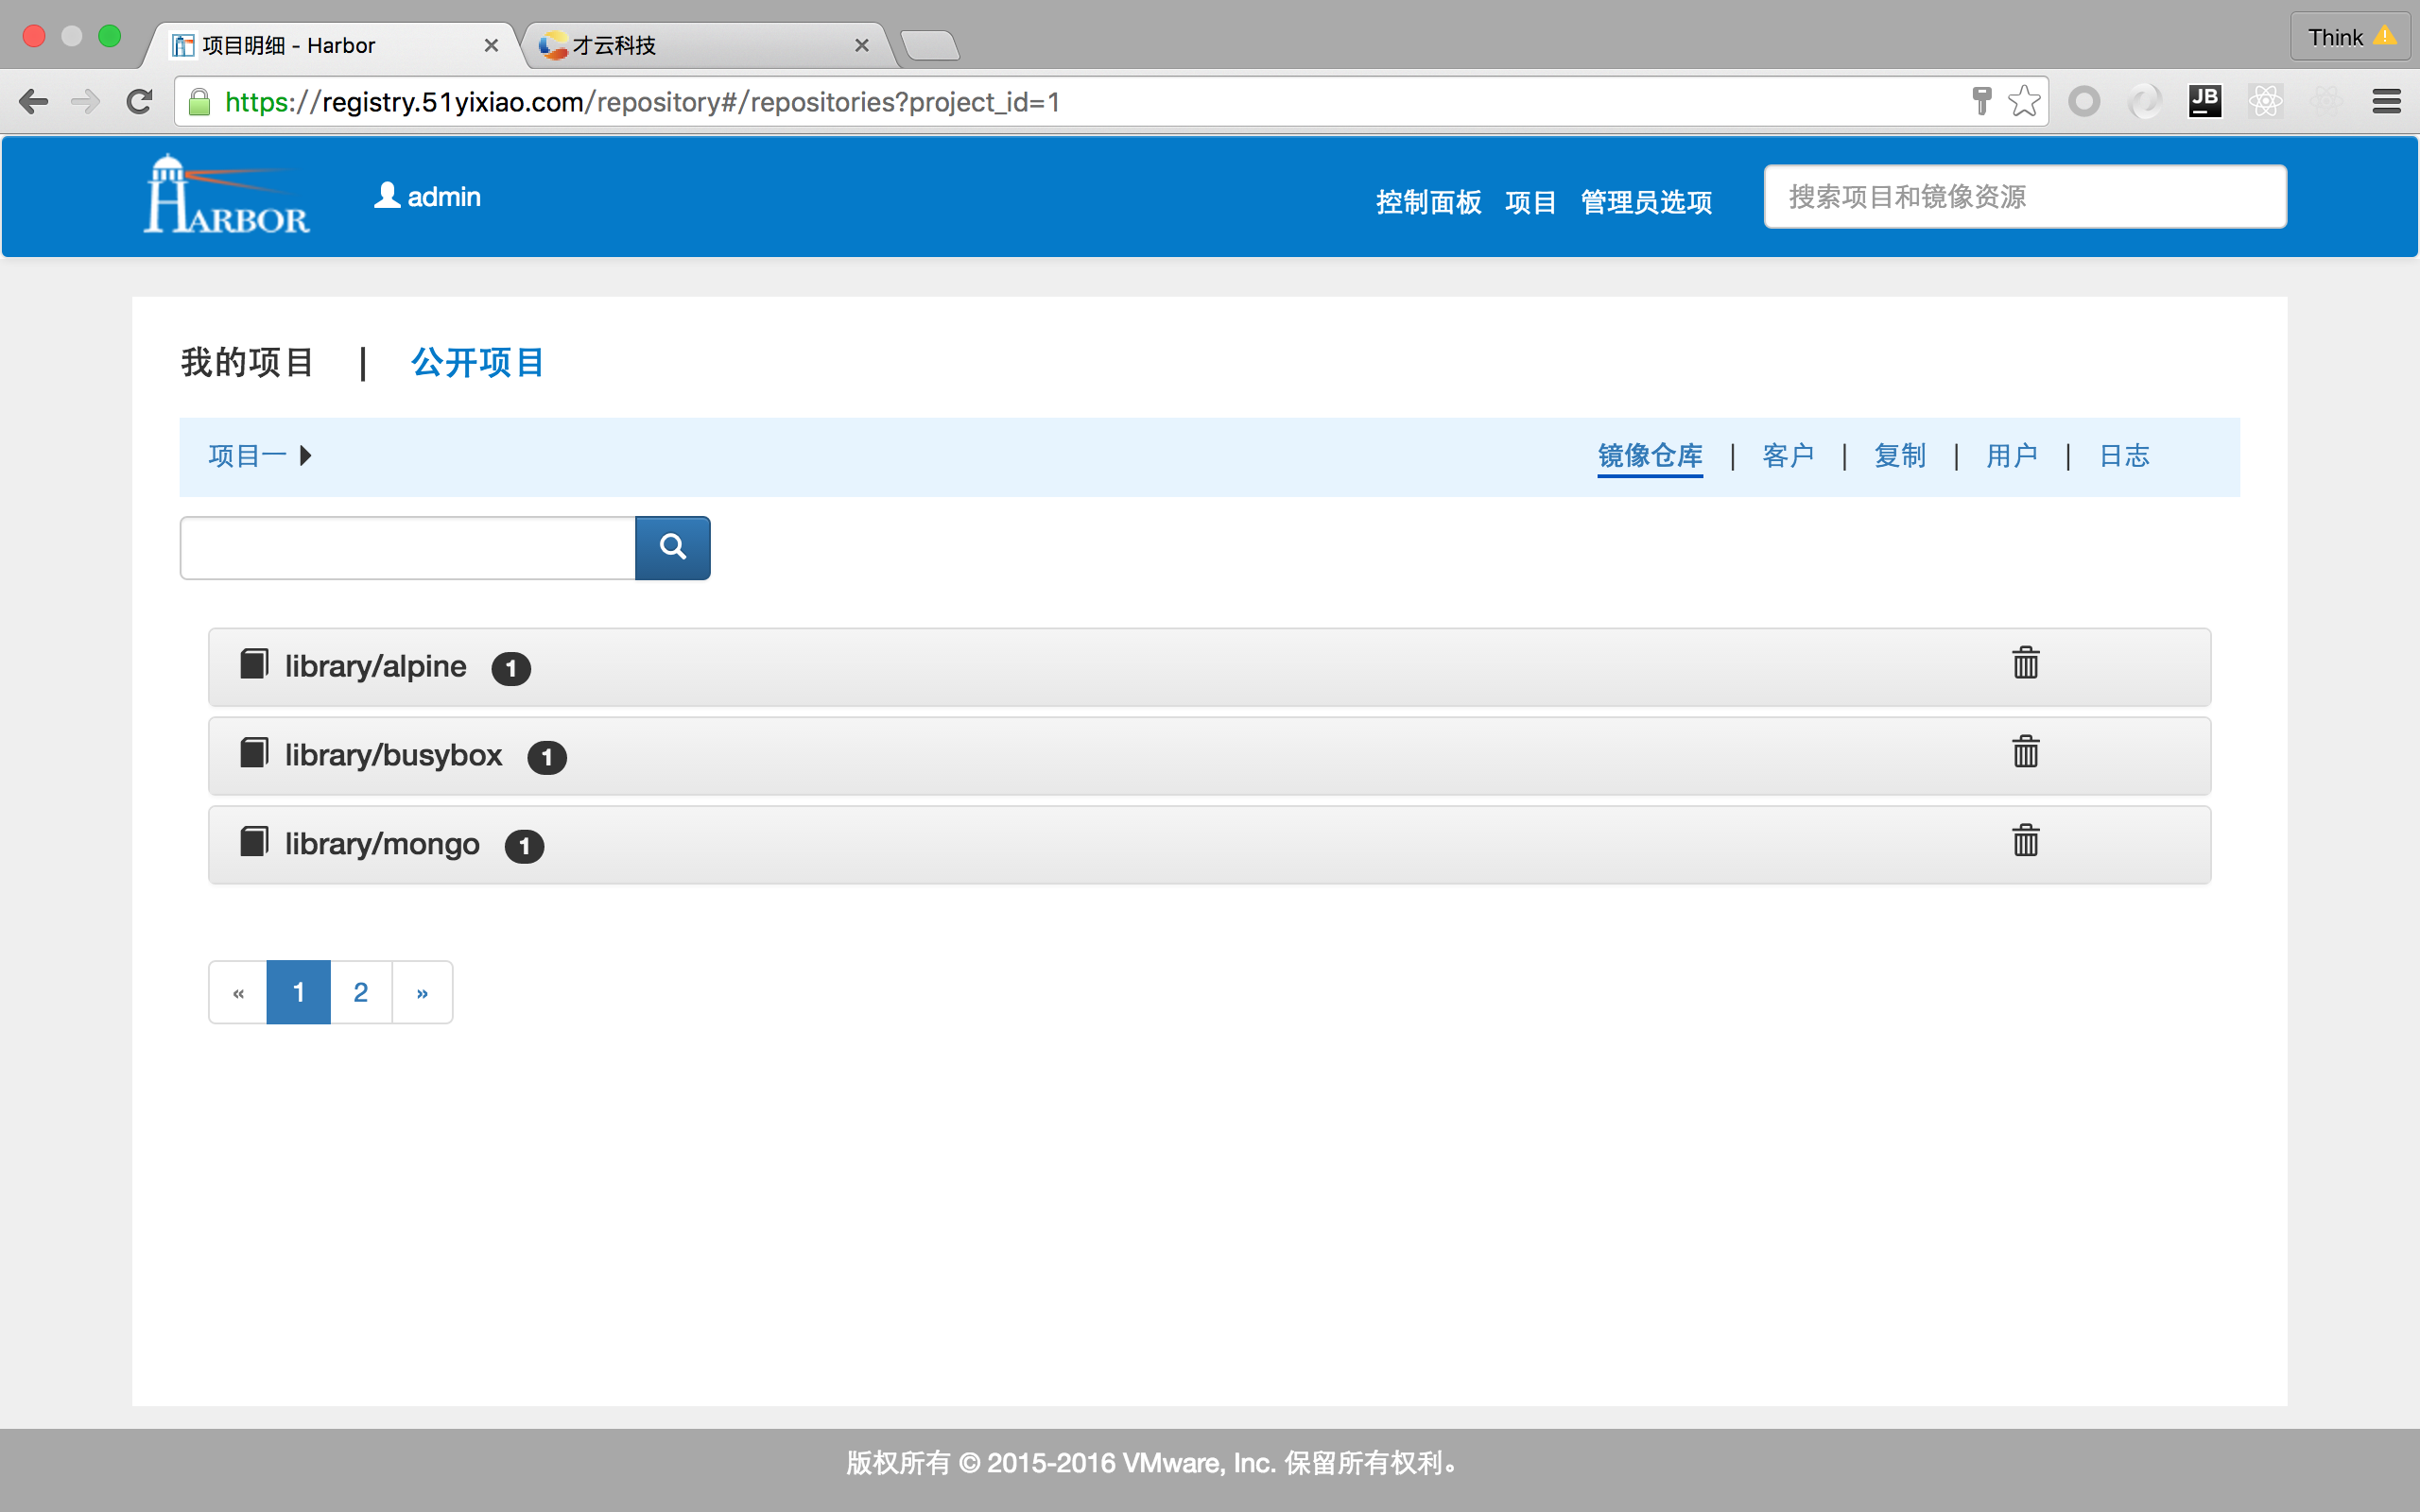 项目明细 - Harbor
才云科技
Think
https://registry.51yixiao.com/repository#/repositories?project_id=1
JB
HARBOR
admin
控制面板 项目 管理员选项
搜索项目和镜像资源
我的项目 | 公开项目
项目一
镜像仓库 | 客户 | 复制 | 用户 | 日志
library/alpine 1
library/busybox 1
library/mongo 1
« 1 2 »
版权所有 © 2015-2016 VMware, Inc. 保留所有权利。